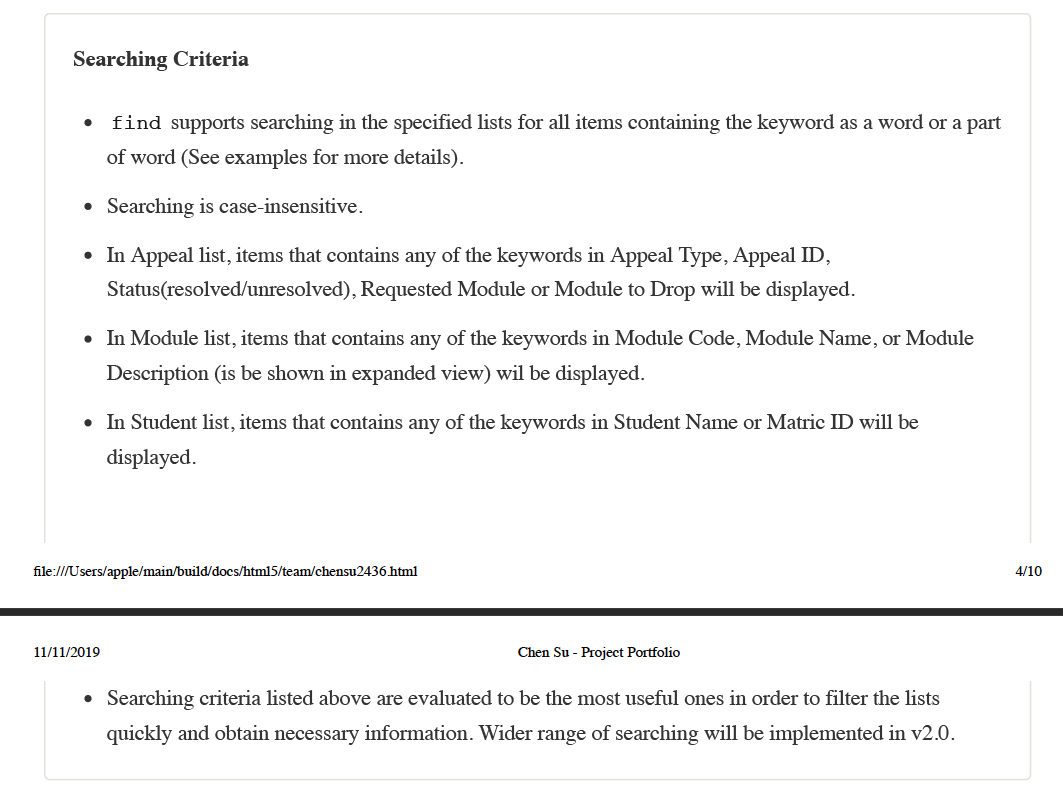 Searching Criteria
• find supports searching in the specified lists for all items containing the keyword as a word or a part
of word (See examples for more details).
• Searching is case-insensitive.
• In Appeal list, items that contains any of the keywords in Appeal Type, Appeal ID,
Status(resolved/unresolved), Requested Module or Module to Drop will be displayed.
• In Module list, items that contains any of the keywords in Module Code, Module Name, or Module
Description (is be shown in expanded view) wil be displayed.
• In Student list, items that contains any of the keywords in Student Name or Matric ID will be
displayed.
file:///Users/apple/main/build/docs/html5/team/chensu2436.html 4/10
11/11/2019 Chen Su - Project Portfolio
• Searching criteria listed above are evaluated to be the most useful ones in order to filter the lists
quickly and obtain necessary information. Wider range of searching will be implemented in v2.0.